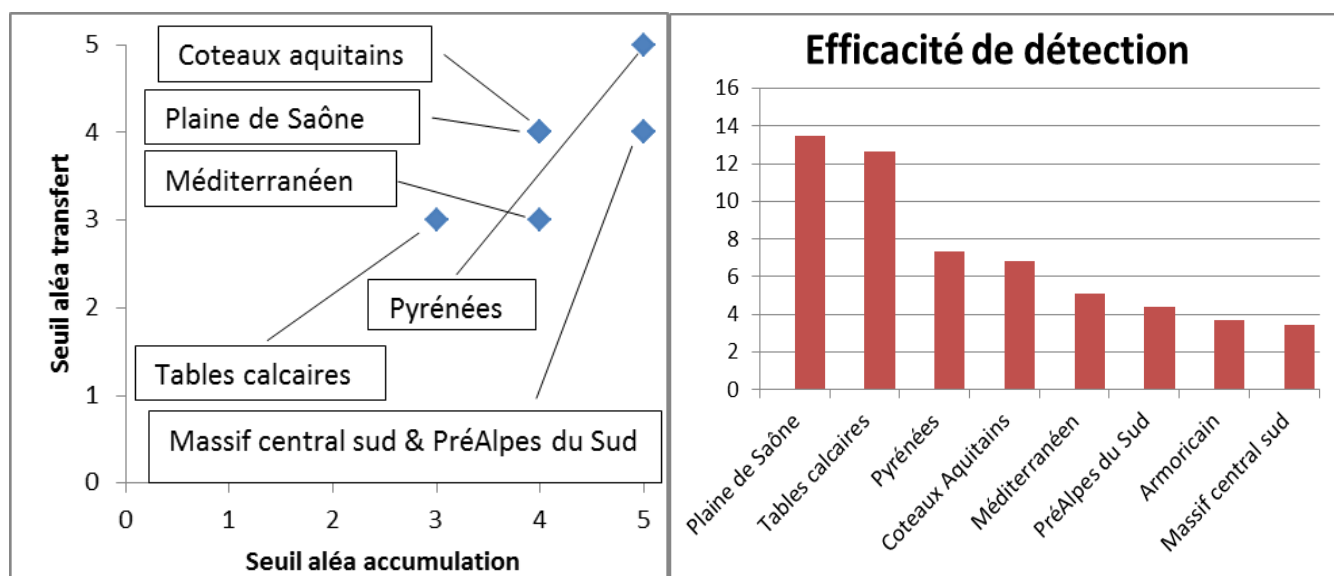 Seuil aléa transfert
5
4
3
2
1
0
Coteaux aquitains
Plaine de Saône
Méditerranéen
Pyrénées
Tables calcaires
Massif central sud & PréAlpes du Sud
0 1 2 3 4 5
Seuil aléa accumulation
Efficacité de détection
16
14
12
10
8
6
4
2
0
Plaine de Saône
Tables calcaires
Pyrénées
Coteaux Aquitains
Méditerranéen
PréAlpes du Sud
Armoricain
Massif central sud